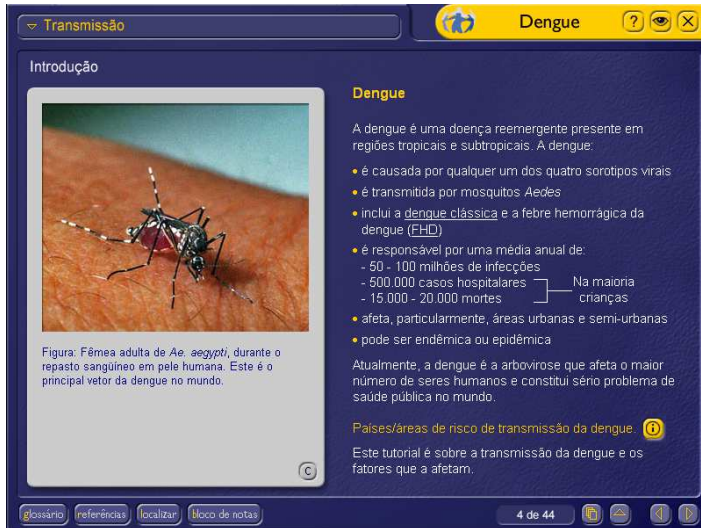 Transmissão
Dengue
?
Introdução
Figura: Fêmea adulta de Ae. aegypti, durante o
repasto sangüíneo em pele humana. Este é o
principal vetor da dengue no mundo.
C
Dengue
A dengue é uma doença reemergente presente em
regiões tropicais e subtropicais. A dengue:
• é causada por qualquer um dos quatro sorotipos virais
• é transmitida por mosquitos Aedes
• inclui a dengue clássica e a febre hemorrágica da
dengue (FHD)
• é responsável por uma média anual de:
- 50 - 100 milhões de infecções
- 500.000 casos hospitalares
- 15.000 - 20.000 mortes
Na maioria
crianças
• afeta, particularmente, áreas urbanas e semi-urbanas
• pode ser endêmica ou epidêmica
Atualmente, a dengue é a arbovirose que afeta o maior
número de seres humanos e constitui sério problema de
saúde pública no mundo.
Países/áreas de risco de transmissão da dengue. i
Este tutorial é sobre a transmissão da dengue e os
fatores que a afetam.
glossário referências localizar bloco de notas 4 de 44